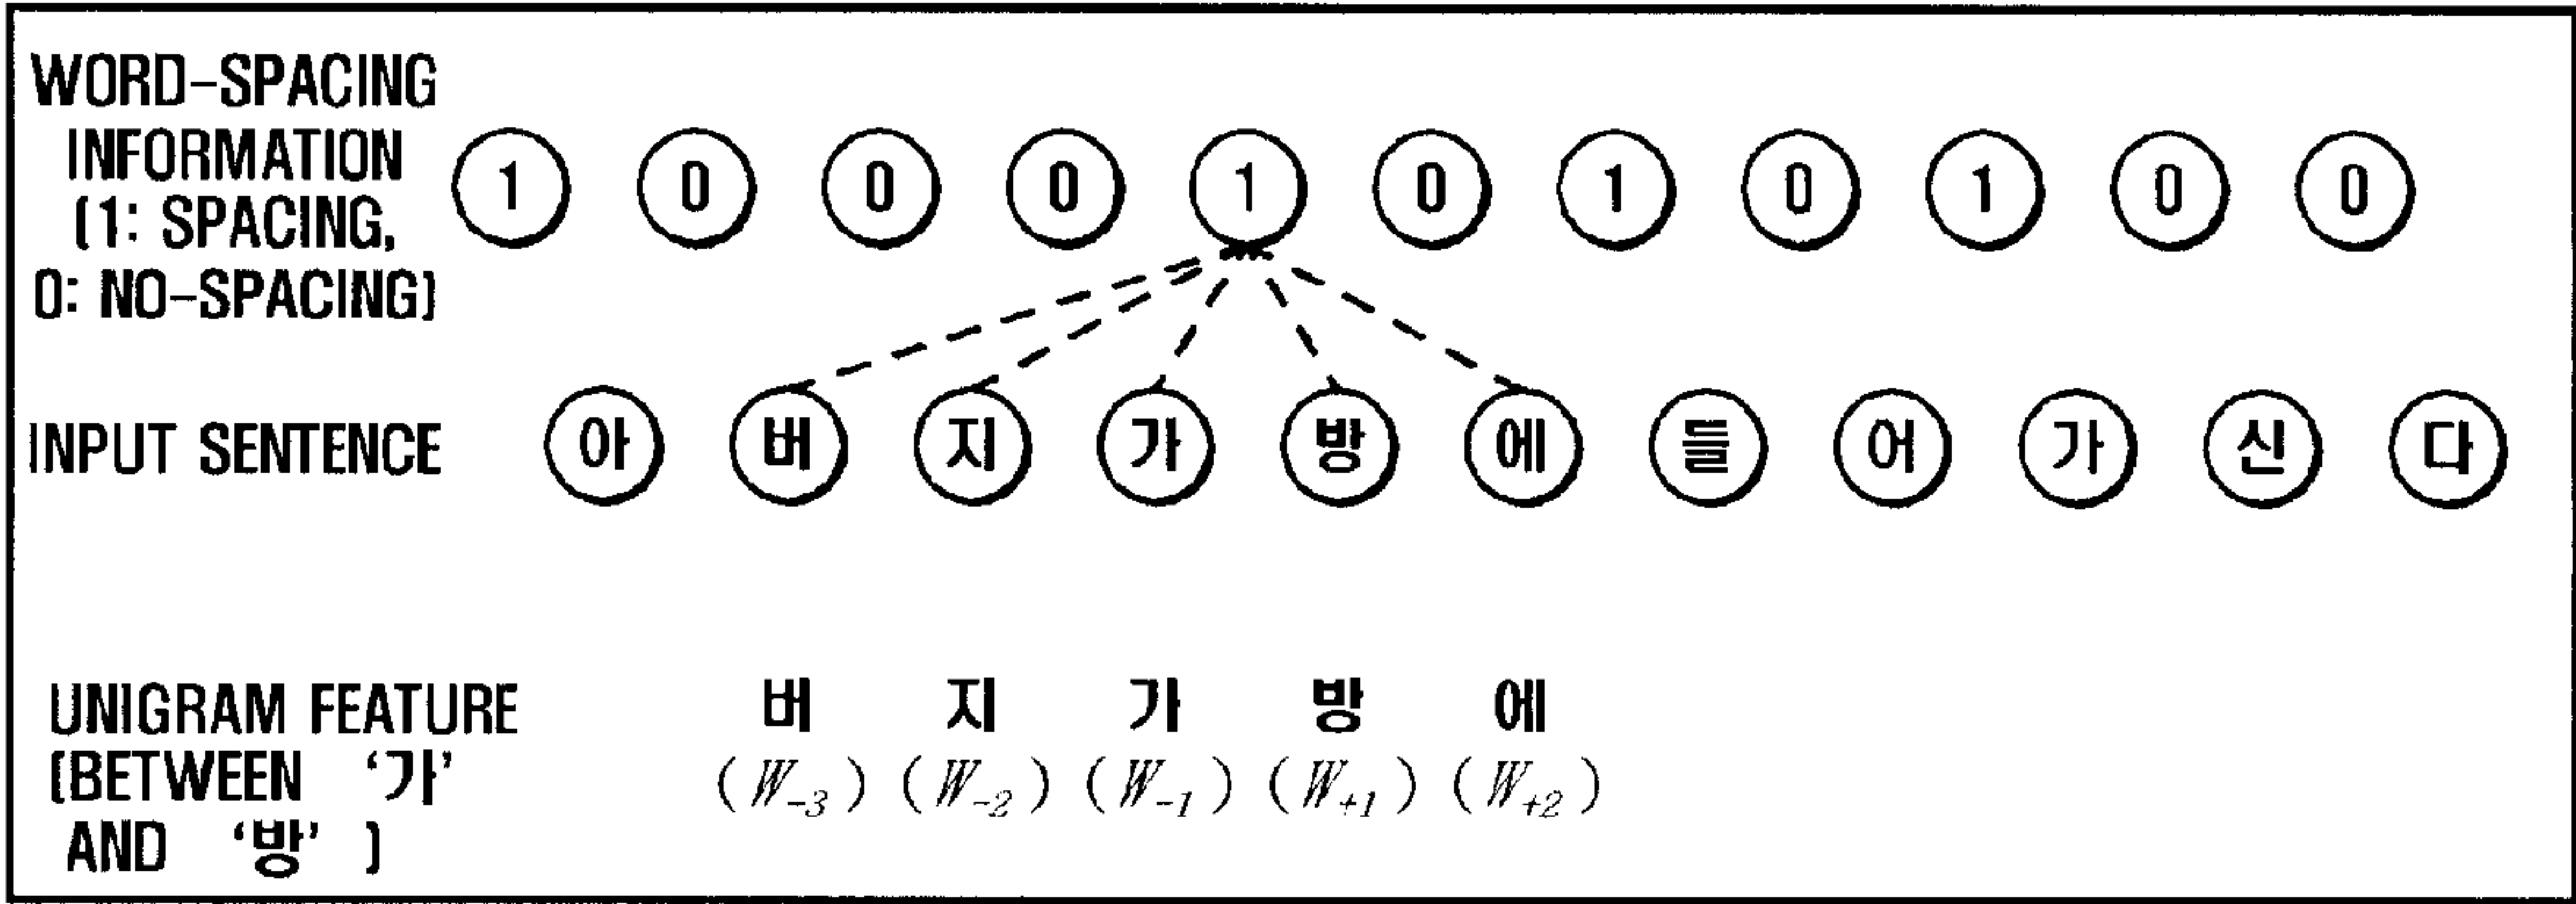 WORD-SPACING
INFORMATION
(1: SPACING,
0: NO-SPACING)
1 0 0 0 1 0 1 0 1 0 0
INPUT SENTENCE 아 버 지 가 방 에 들 어 가 신 다
UNIGRAM FEATURE
(BETWEEN '가'
AND '방' )
버 지 가 방 에
(W-3) (W-2) (W-1) (W+1) (W+2)